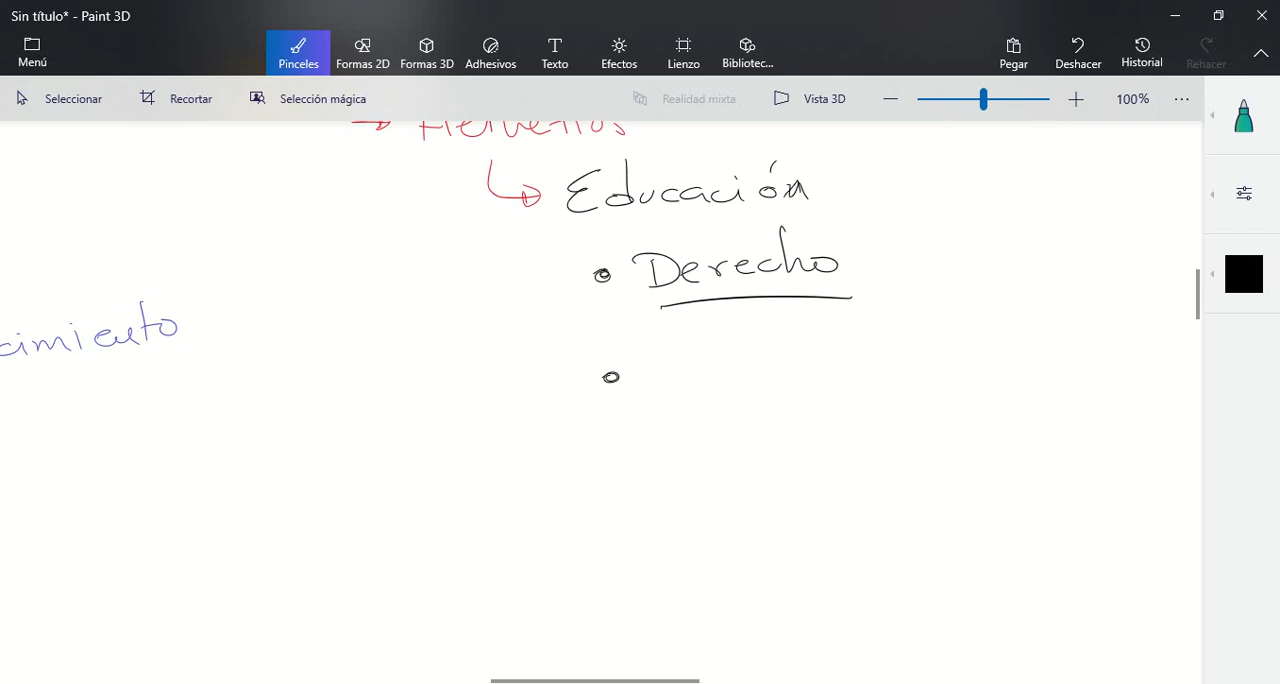 Sin título* - Paint 3D
Menú
Pinceles Formas 2D Formas 3D Adhesivos Texto Efectos Lienzo Bibliotec... Pegar Deshacer Historial Rehacer
Seleccionar Recortar Selección mágica Realidad mixta Vista 3D 100%
Educación
• Derecho
cimiento
•